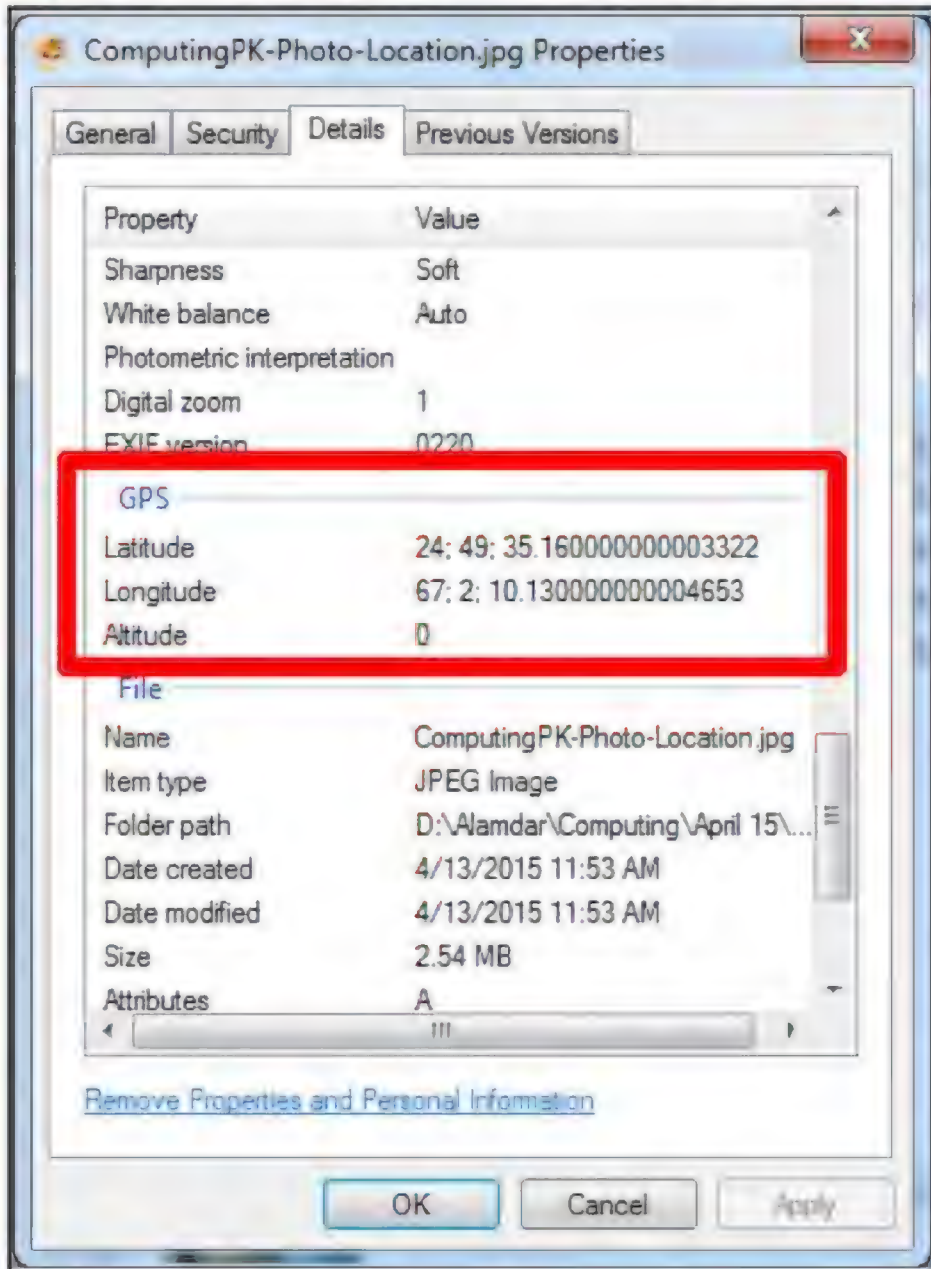 ComputingPK-Photo-Location.jpg Properties
General Security Details Previous Versions
Property Value
Sharpness Soft
White balance Auto
Photometric interpretation
Digital zoom 1
EXIF version 0220
GPS
Latitude 24; 49; 35.160000000003322
Longitude 67; 2; 10.130000000004653
Altitude 0
File
Name ComputingPK-Photo-Location.jpg
Item type JPEG Image
Folder path D:\Alamdar\Computing\April 15\...
Date created 4/13/2015 11:53 AM
Date modified 4/13/2015 11:53 AM
Size 2.54 MB
Attributes A
Remove Properties and Personal Information
OK Cancel Apply